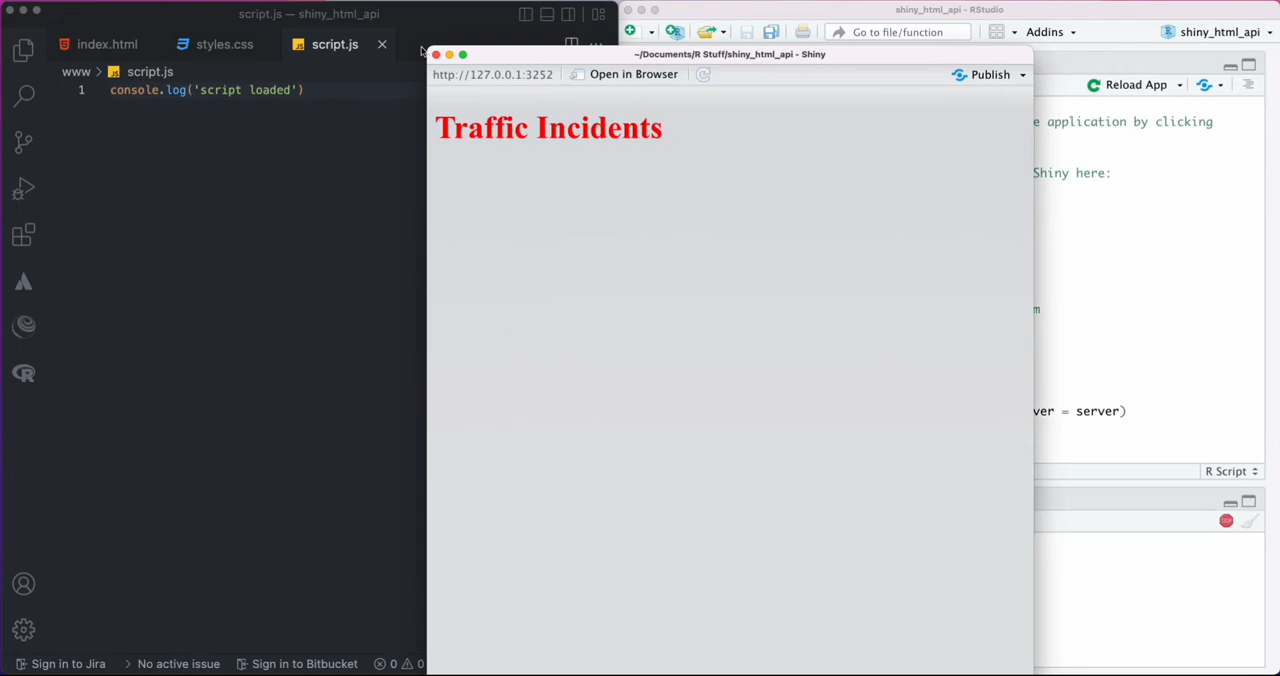 script.js — shiny_html_api
index.html
styles.css
script.js
www > script.js
1 console.log('script loaded')
Sign in to Jira
No active issue
Sign in to Bitbucket
0
0
~/Documents/R Stuff/shiny_html_api - Shiny
http://127.0.0.1:3252
Open in Browser
Publish
Traffic Incidents
shiny_html_api - RStudio
Go to file/function
Addins
shiny_html_api
Reload App
e application by clicking
Shiny here:
m
ver = server)
R Script